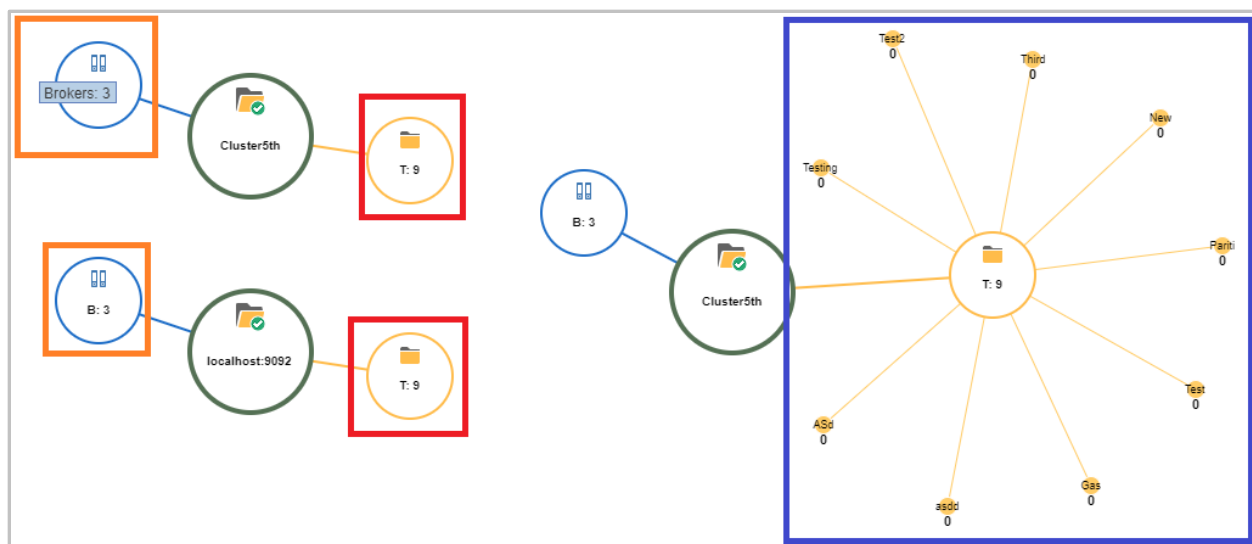 Brokers: 3
Cluster5th
T: 9
B: 3
localhost:9092
T: 9
B: 3
Cluster5th
T: 9
Test2
0
Third
0
New
0
Testing
0
Pariti
0
Test
0
ASd
0
Gas
0
asdd
0